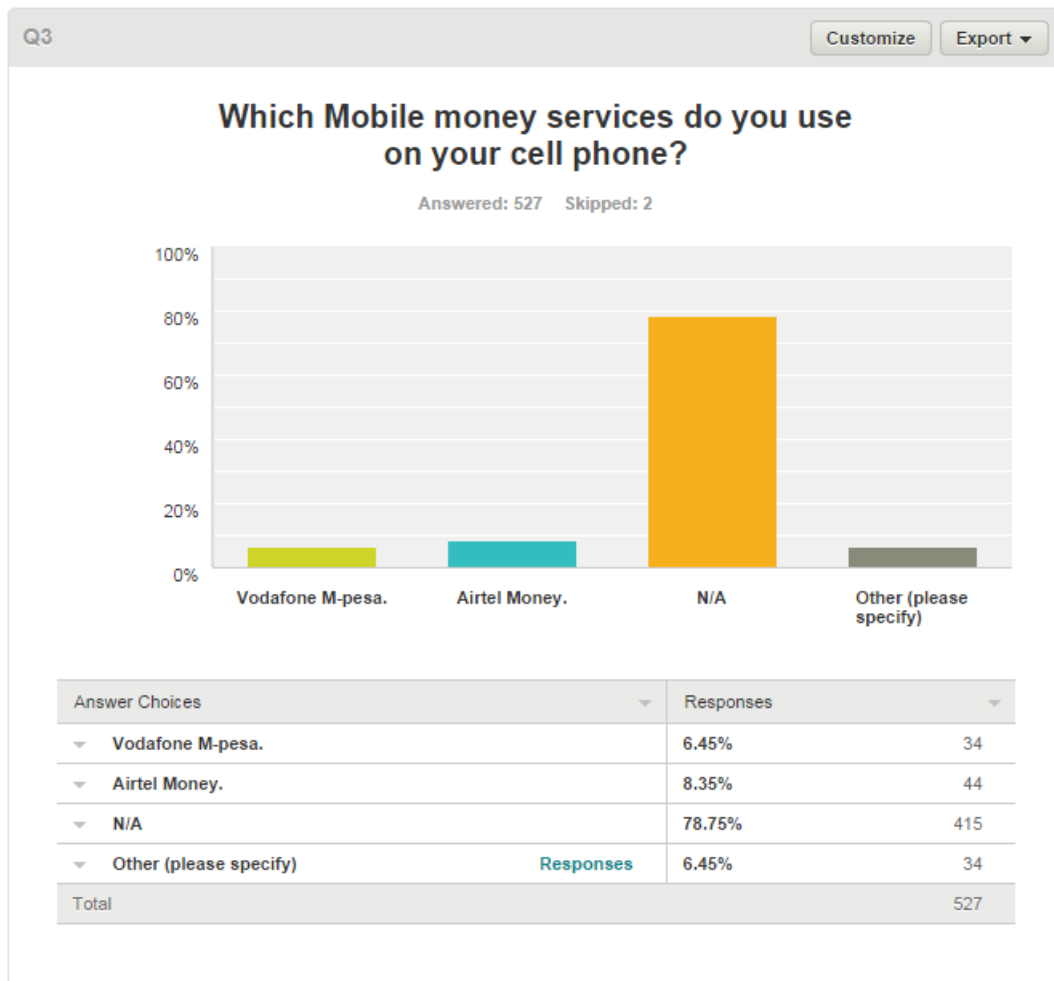 Q3
Customize
Export
Which Mobile money services do you use
on your cell phone?
Answered: 527 Skipped: 2
100%
80%
60%
40%
20%
0%
Vodafone M-pesa.
Airtel Money.
N/A
Other (please
specify)
Answer Choices Responses
Vodafone M-pesa. 6.45% 34
Airtel Money. 8.35% 44
N/A 78.75% 415
Other (please specify) Responses 6.45% 34
Total 527